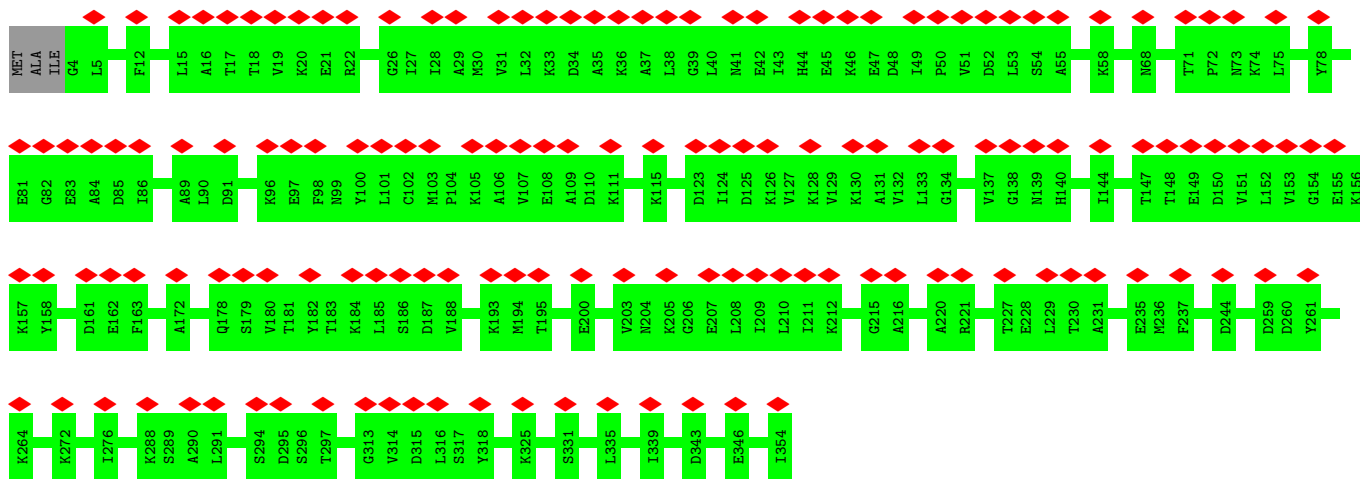 MET ALA ILE G4 L5 F12 L15 A16 T17 T18 V19 K20 E21 R22 G26 I27 I28 A29 M30 V31 L32 K33 D34 A35 K36 A37 L38 G39 L40 N41 E42 I43 H44 E45 K46 E47 D48 I49 P50 V51 D52 L53 S54 A55 K58 N68 T71 P72 N73 K74 L75 Y78
E81 G82 E83 A84 D85 I86 A89 L90 D91 K96 E97 F98 N99 Y100 L101 C102 M103 P104 K105 A106 V107 E108 A109 D110 K111 K115 D123 I124 D125 K126 V127 K128 V129 K130 A131 V132 L133 G134 V137 G138 N139 H140 I144 T147 T148 E149 D150 V151 L152 V153 G154 E155 K156
K157 Y158 D161 E162 F163 A172 Q178 S179 V180 T181 Y182 T183 K184 L185 S186 D187 V188 K193 M194 T195 E200 V203 N204 K205 G206 E207 L208 I209 L210 I211 K212 G215 A216 A220 R221 T227 E228 L229 T230 A231 E235 M236 F237 D244 D259 D260 Y261
K264 K272 I276 K288 S289 A290 L291 S294 D295 S296 T297 G313 V314 D315 L316 S317 Y318 K325 S331 L335 I339 D343 E346 I354